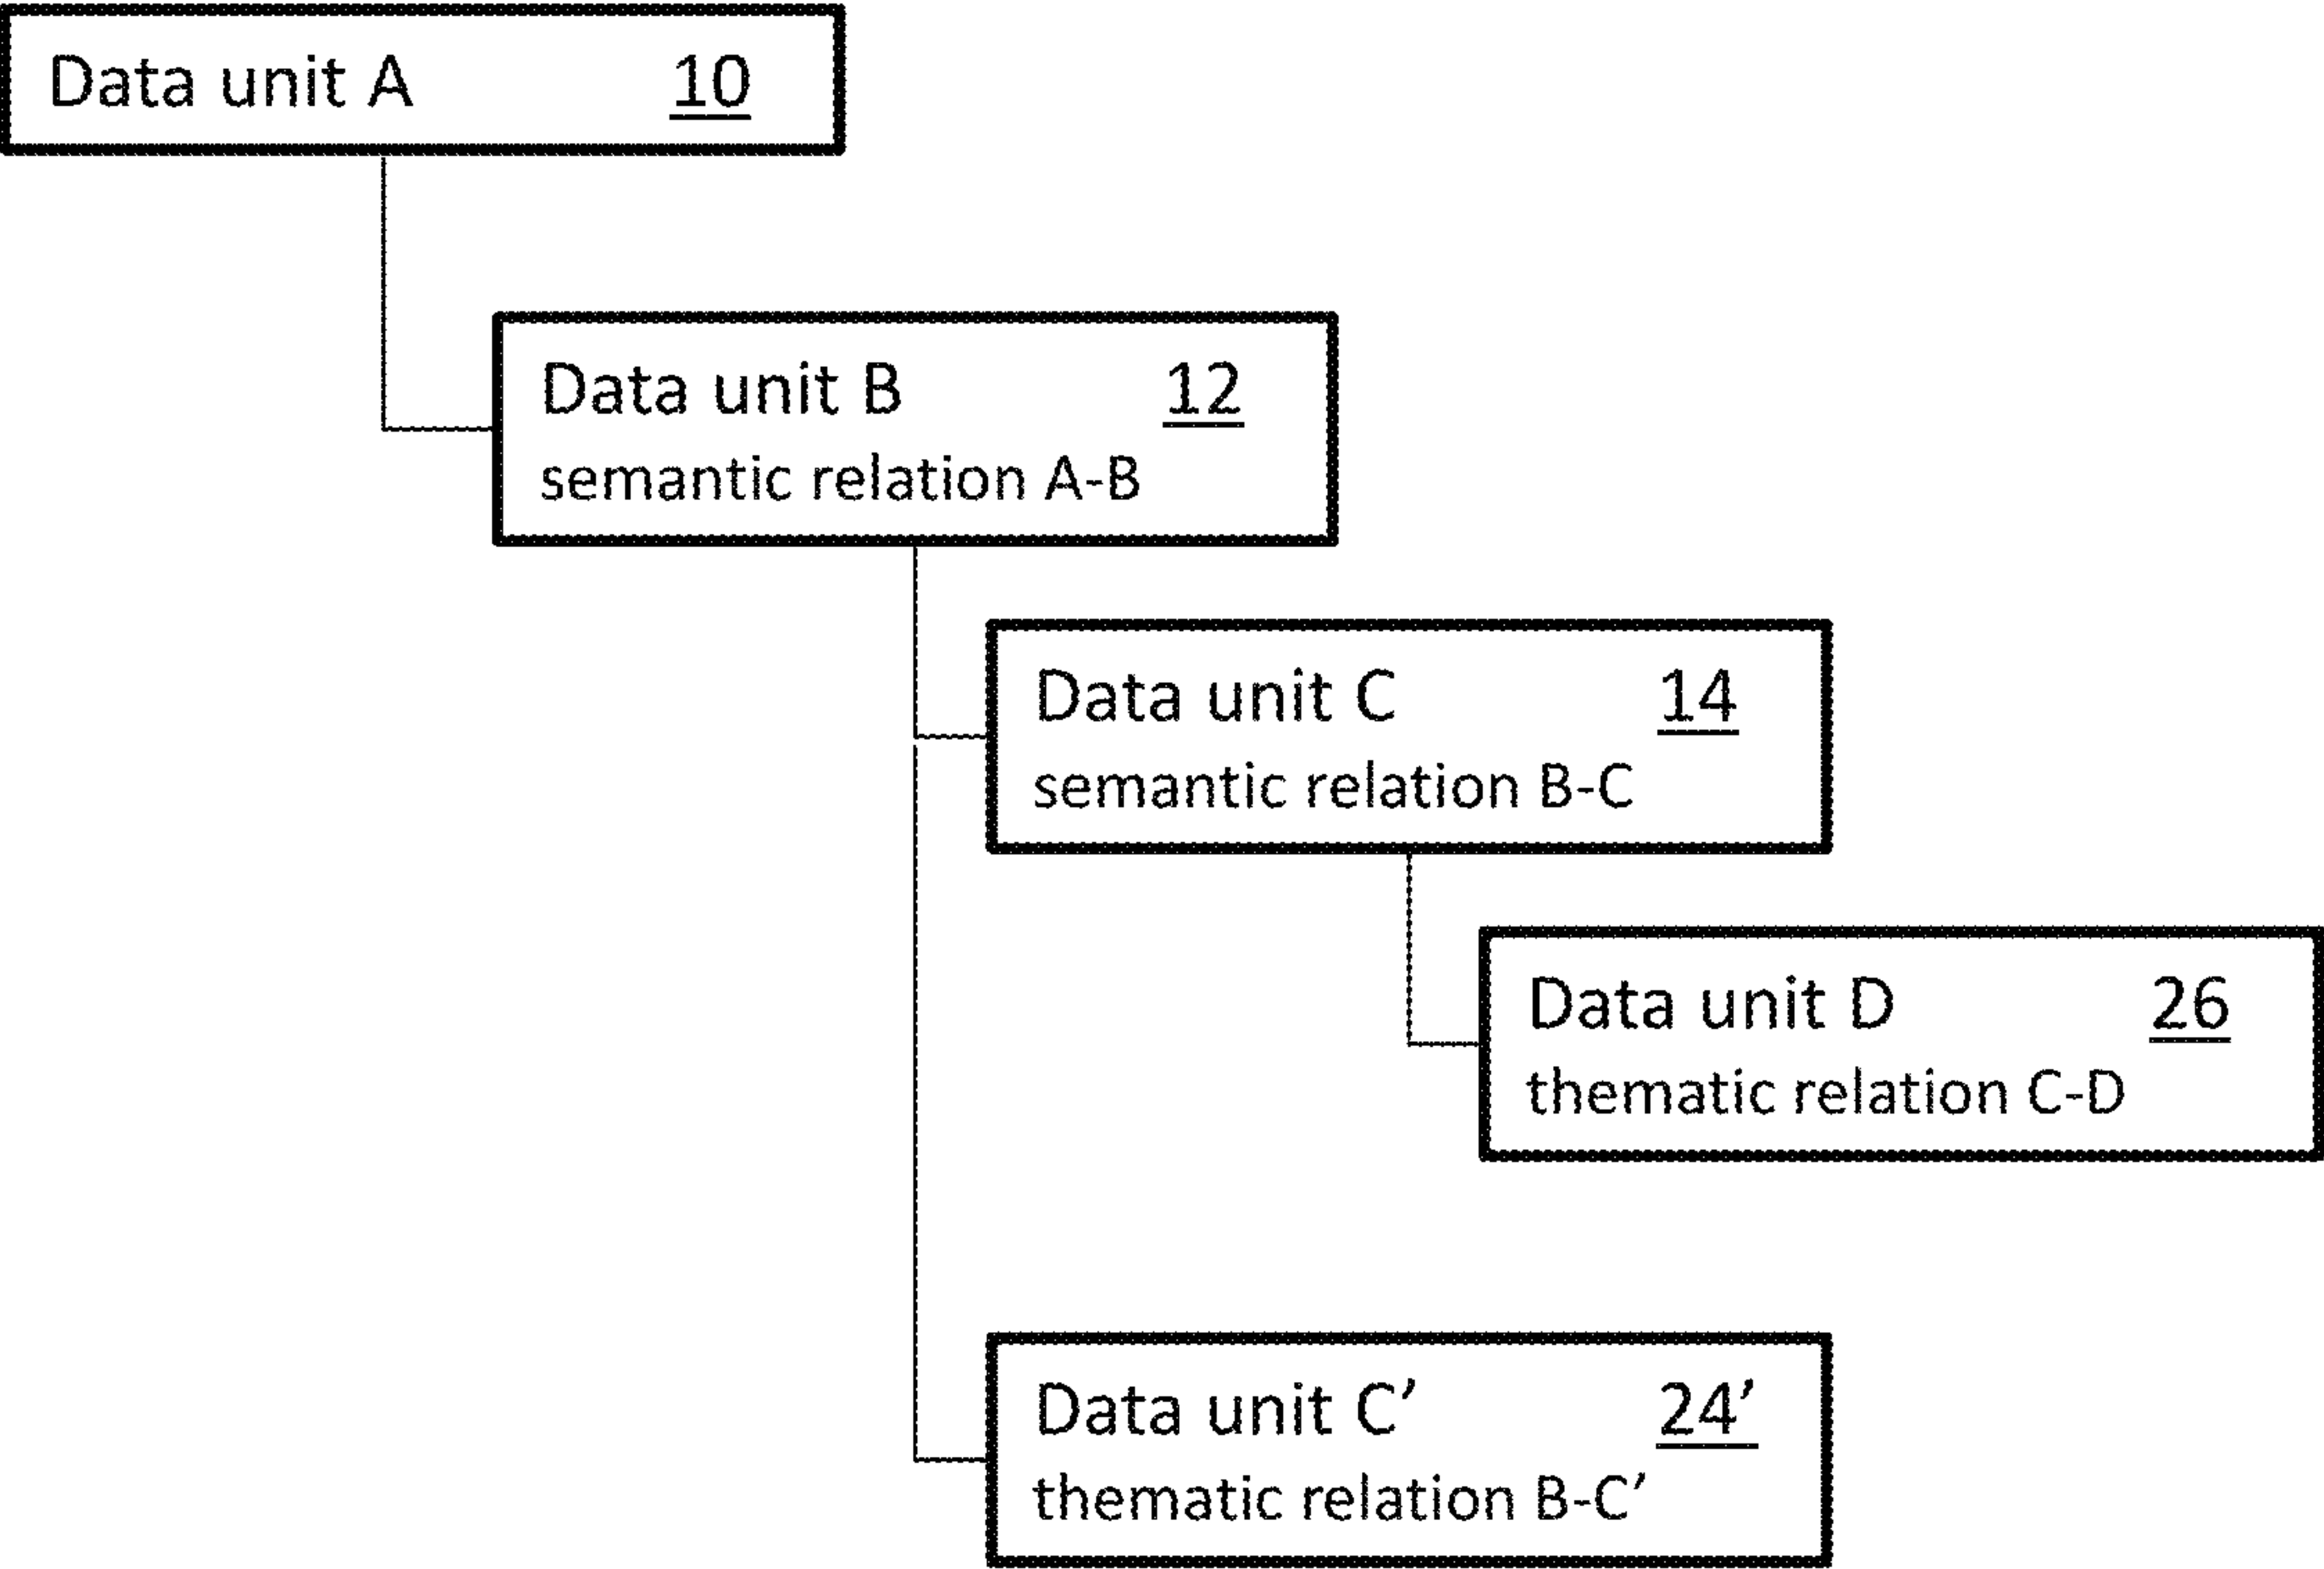 Data unit A 10
Data unit B 12
semantic relation A-B
Data unit C 14
semantic relation B-C
Data unit D 26
thematic relation C-D
Data unit C’ 24’
thematic relation B-C’